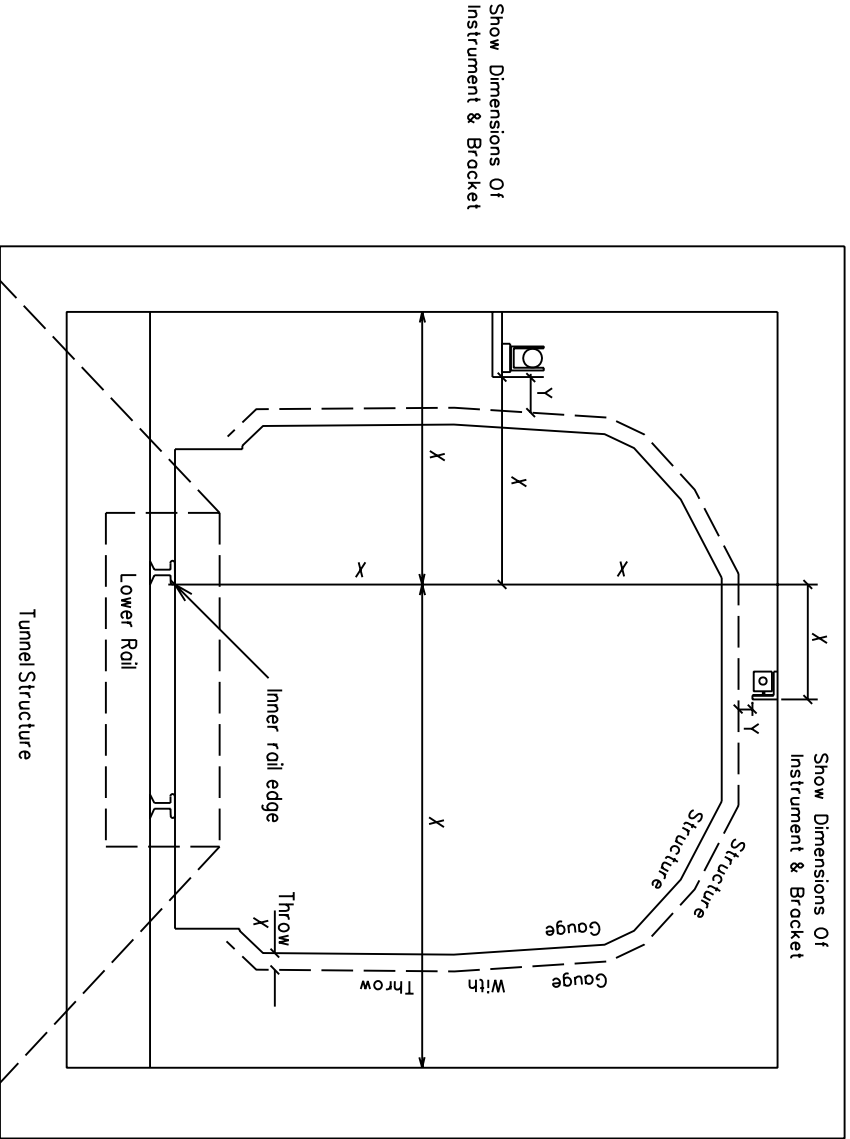 Show Dimensions Of
Instrument & Bracket
Show Dimensions Of
Instrument & Bracket
X
Y
Y
X
X
X
X
X
Structure
Gauge
Structure
Gauge
With
Throw
Throw
X
Inner rail edge
Lower Rail
Tunnel Structure